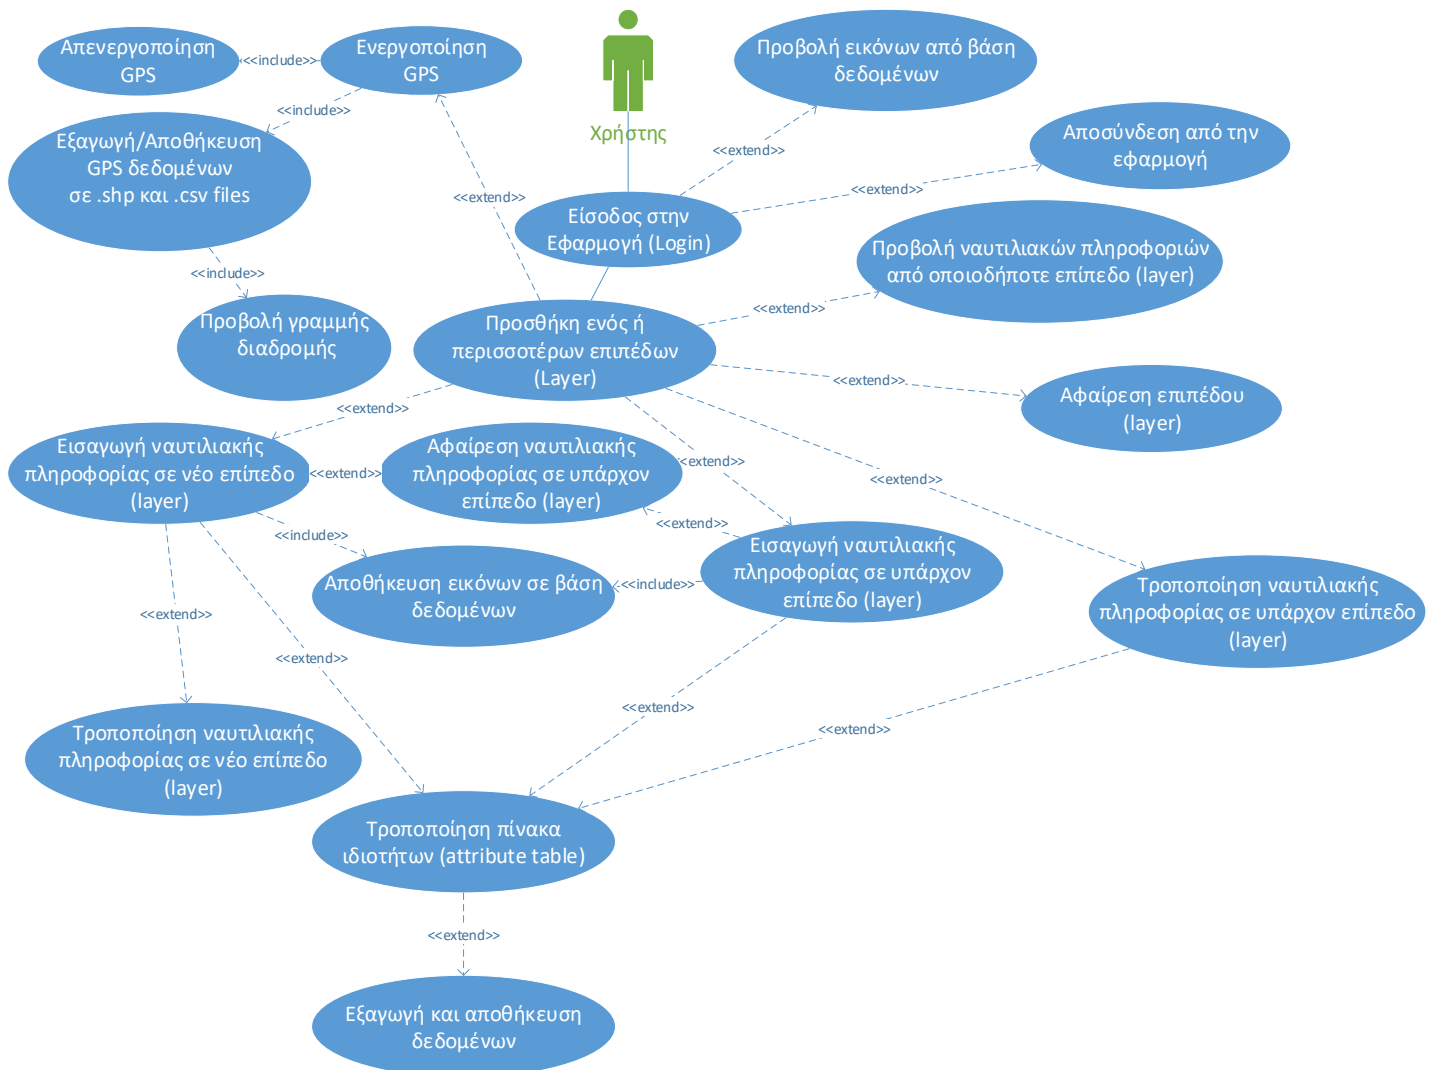 Απενεργοποίηση
GPS
<<include>>
Ενεργοποίηση
GPS
Χρήστης
Προβολή εικόνων από βάση
δεδομένων
<<include>>
Εξαγωγή/Αποθήκευση
GPS δεδομένων
σε .shp και .csv files
<<extend>>
Αποσύνδεση από την
εφαρμογή
<<extend>>
<<extend>>
Είσοδος στην
Εφαρμογή (Login)
Προβολή ναυτιλιακών πληροφοριών
από οποιοδήποτε επίπεδο (layer)
<<include>>
<<extend>>
Προβολή γραμμής
διαδρομής
Προσθήκη ενός ή
περισσοτέρων επιπέδων
(Layer)
<<extend>>
Αφαίρεση επιπέδου
(layer)
<<extend>>
Εισαγωγή ναυτιλιακής
πληροφορίας σε νέο επίπεδο
(layer)
<<extend>>
Αφαίρεση ναυτιλιακής
πληροφορίας σε υπάρχον
επίπεδο (layer)
<<extend>>
<<extend>>
<<extend>>
<<include>>
Εισαγωγή ναυτιλιακής
πληροφορίας σε υπάρχον
επίπεδο (layer)
Αποθήκευση εικόνων σε βάση
δεδομένων
<<include>>
Τροποποίηση ναυτιλιακής
πληροφορίας σε υπάρχον επίπεδο
(layer)
<<extend>>
<<extend>>
<<extend>>
<<extend>>
Τροποποίηση ναυτιλιακής
πληροφορίας σε νέο επίπεδο
(layer)
Τροποποίηση πίνακα
ιδιοτήτων (attribute table)
<<extend>>
Εξαγωγή και αποθήκευση
δεδομένων